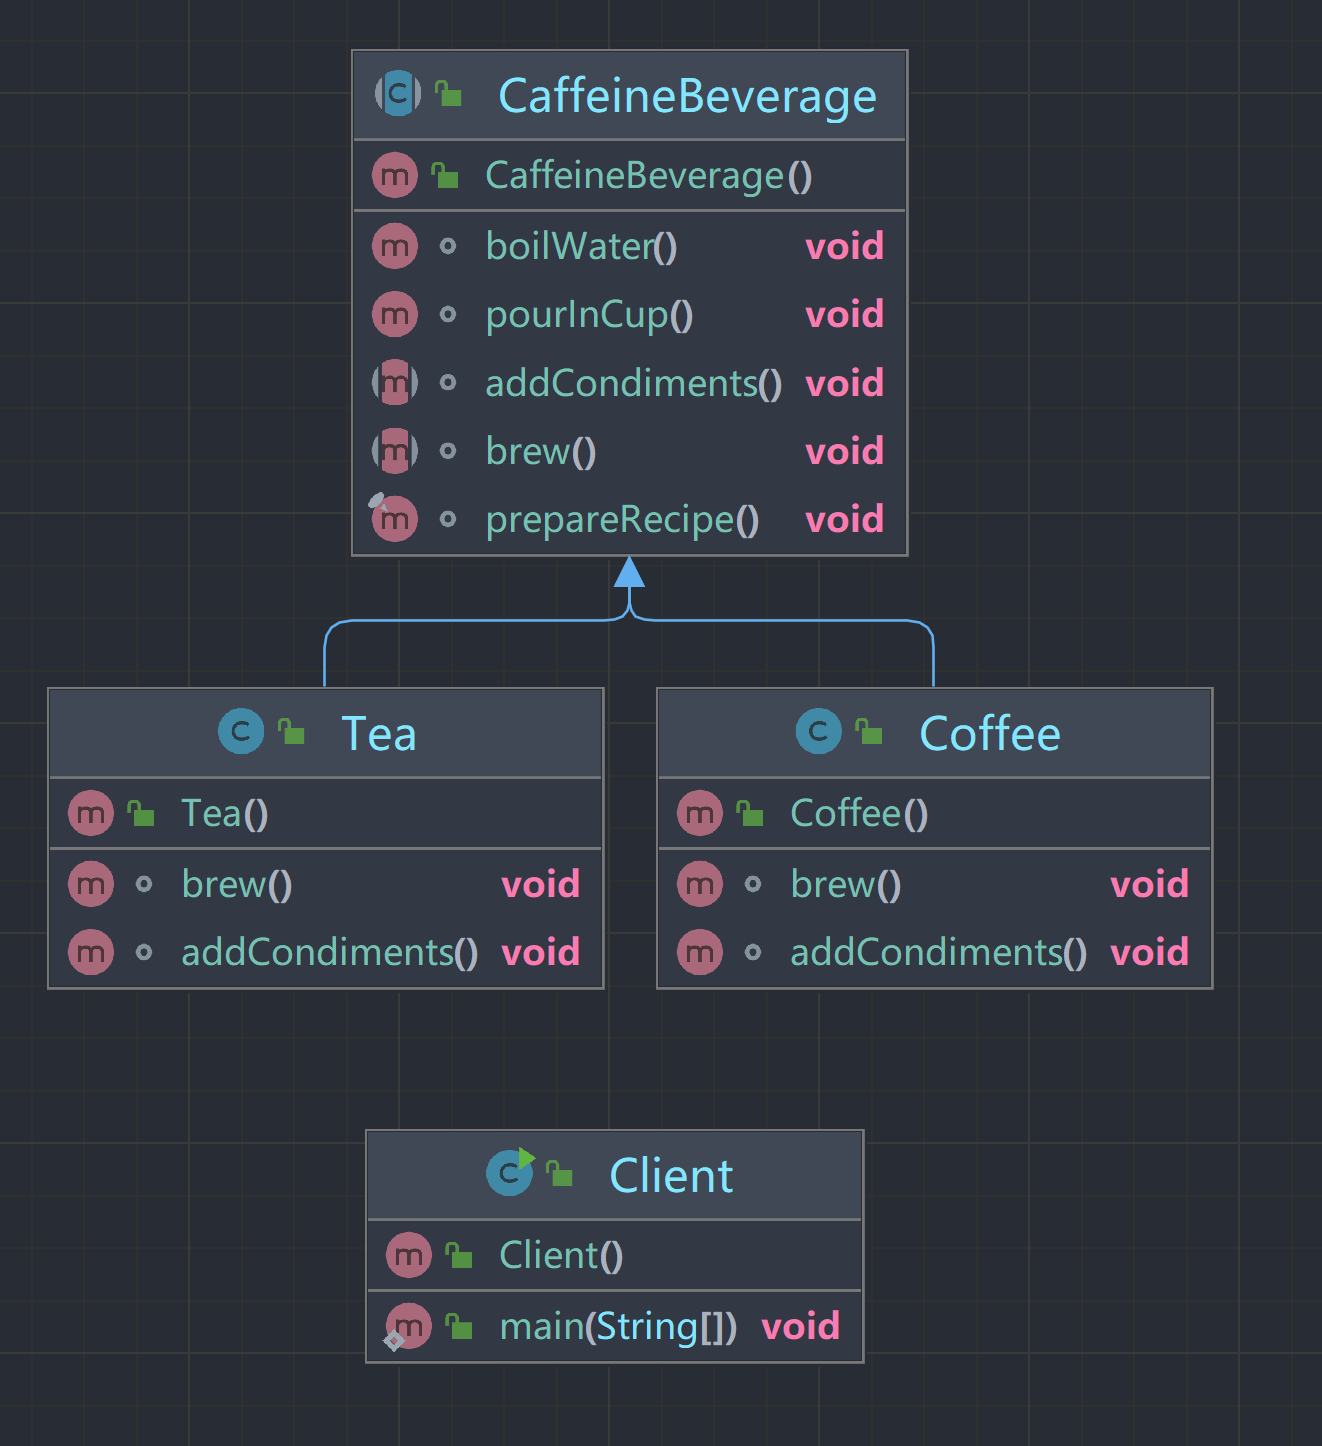 CaffeineBeverage
CaffeineBeverage()
boilWater() void
pourInCup() void
addCondiments() void
brew() void
prepareRecipe() void
Tea
Tea()
brew() void
addCondiments() void
Coffee
Coffee()
brew() void
addCondiments() void
Client
Client()
main(String[]) void